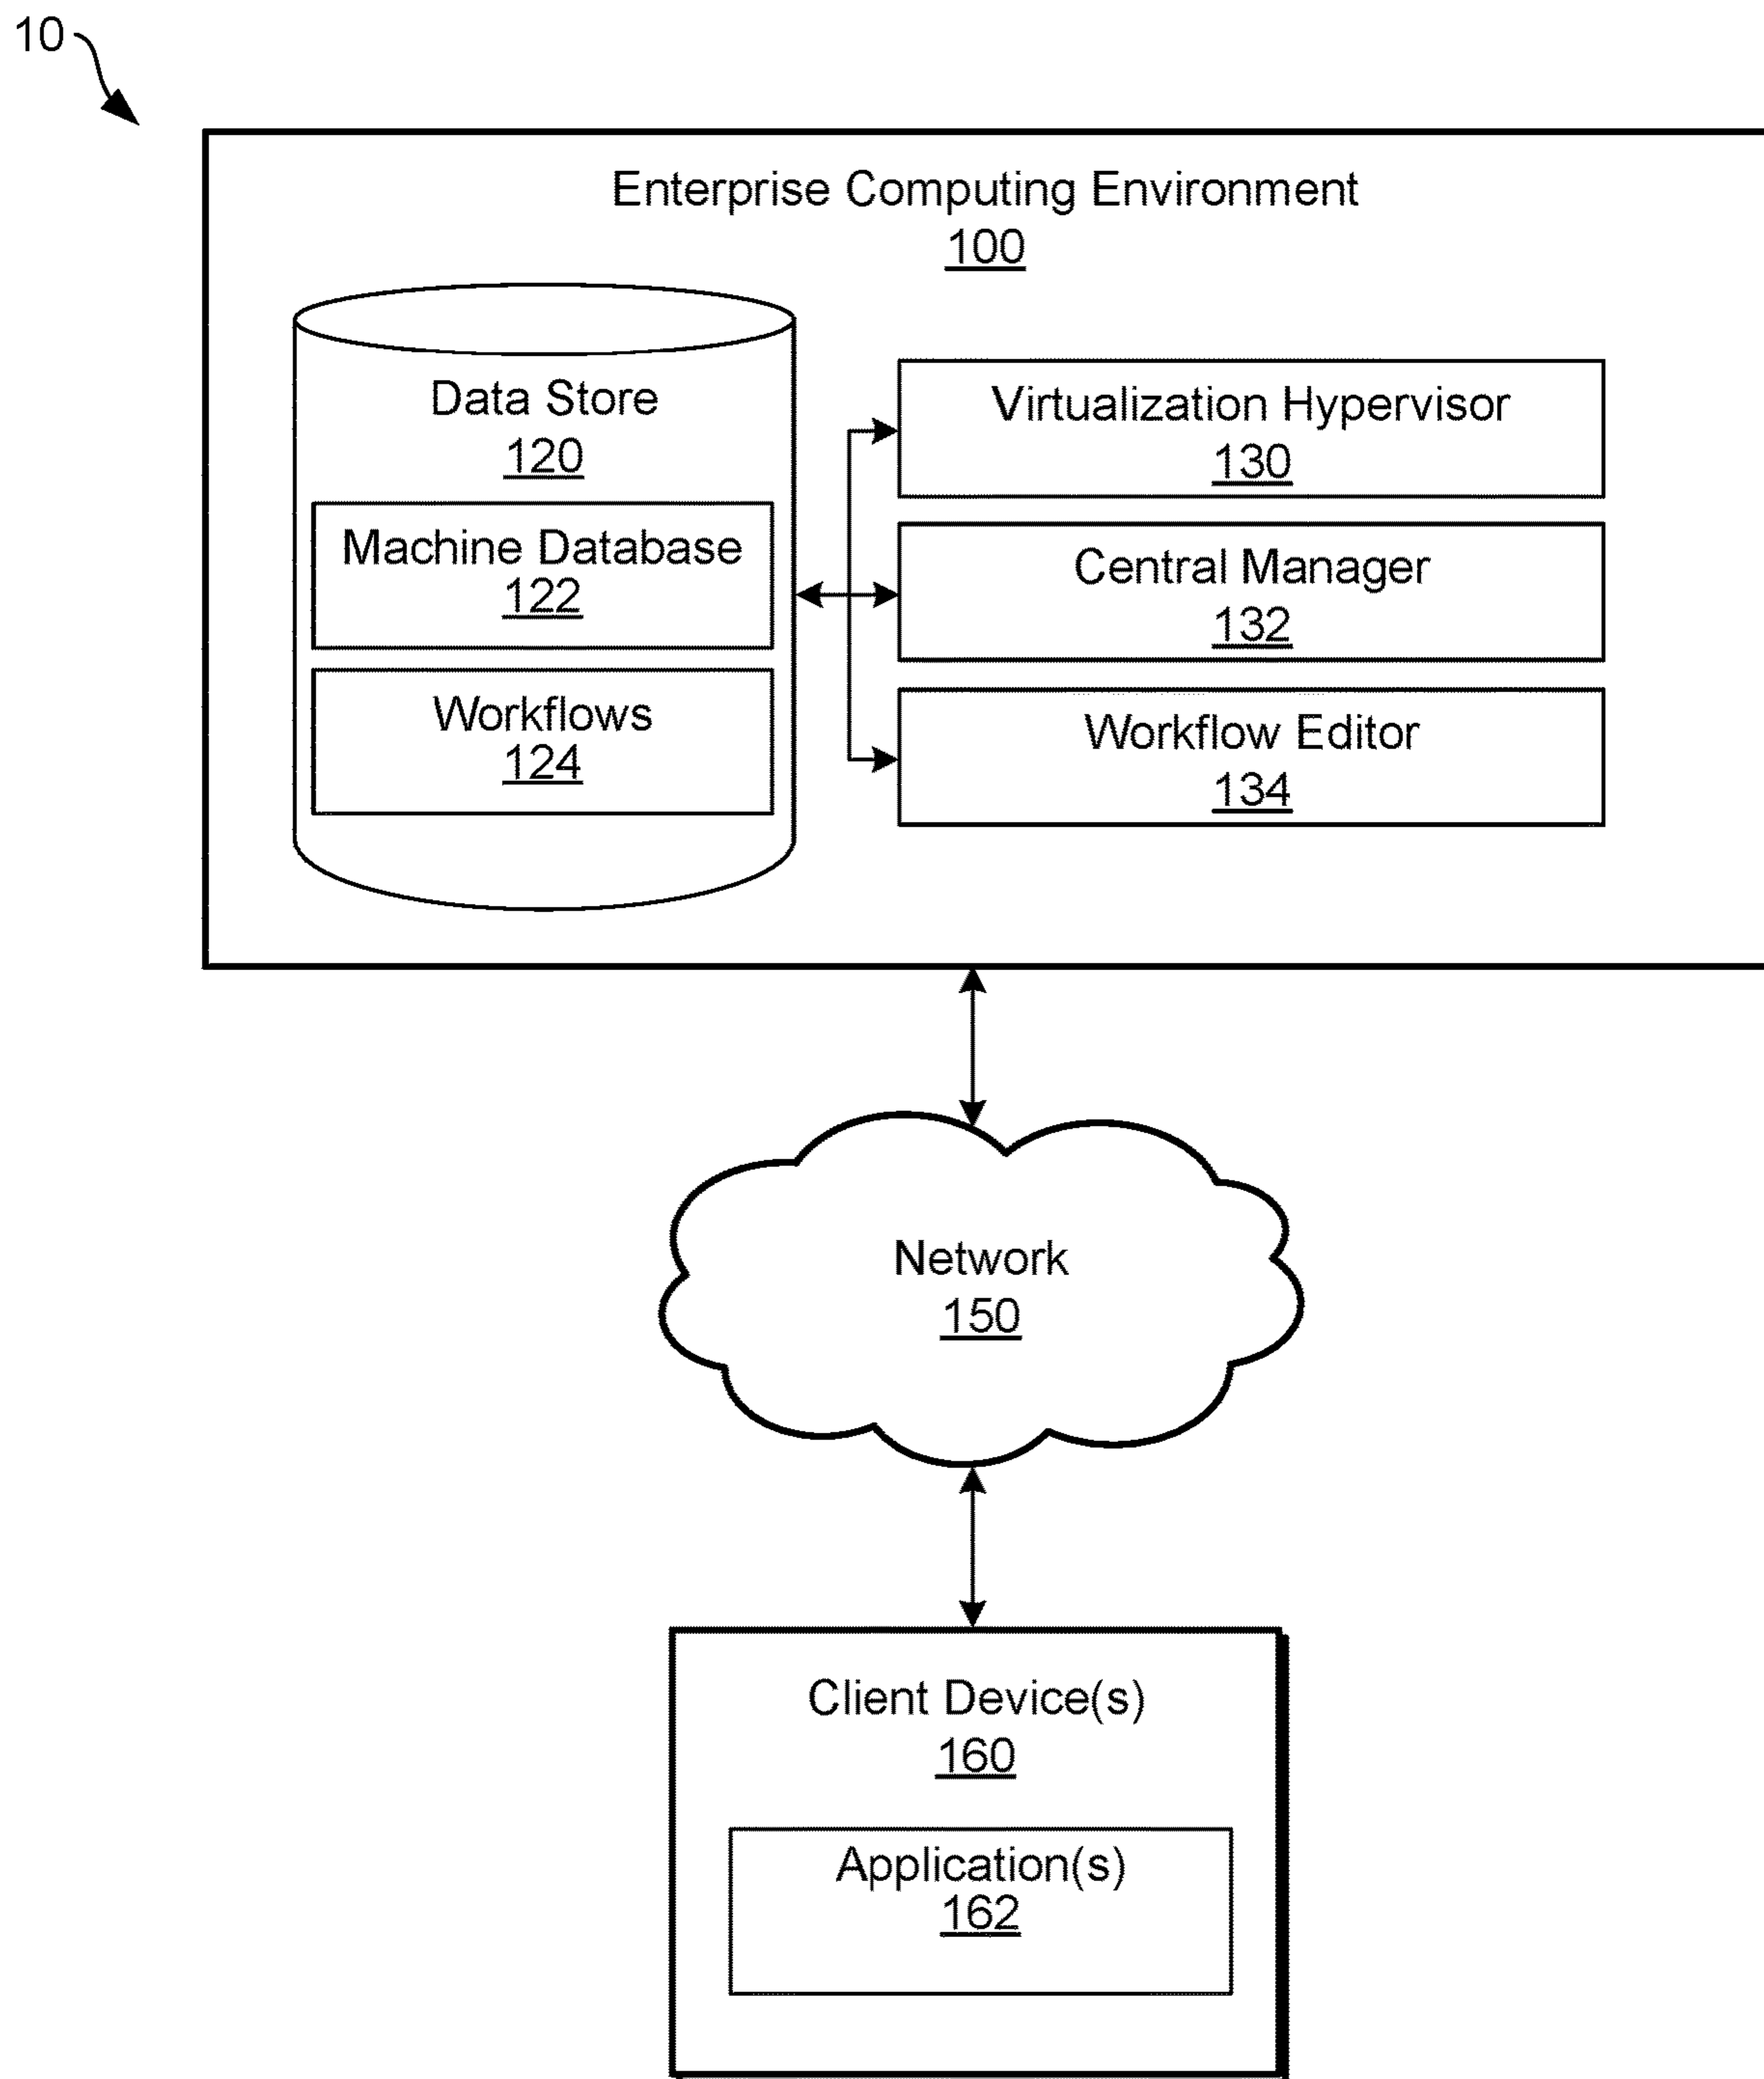 10
Enterprise Computing Environment
100
Data Store
120
Machine Database
122
Workflows
124
Virtualization Hypervisor
130
Central Manager
132
Workflow Editor
134
Network
150
Client Device(s)
160
Application(s)
162